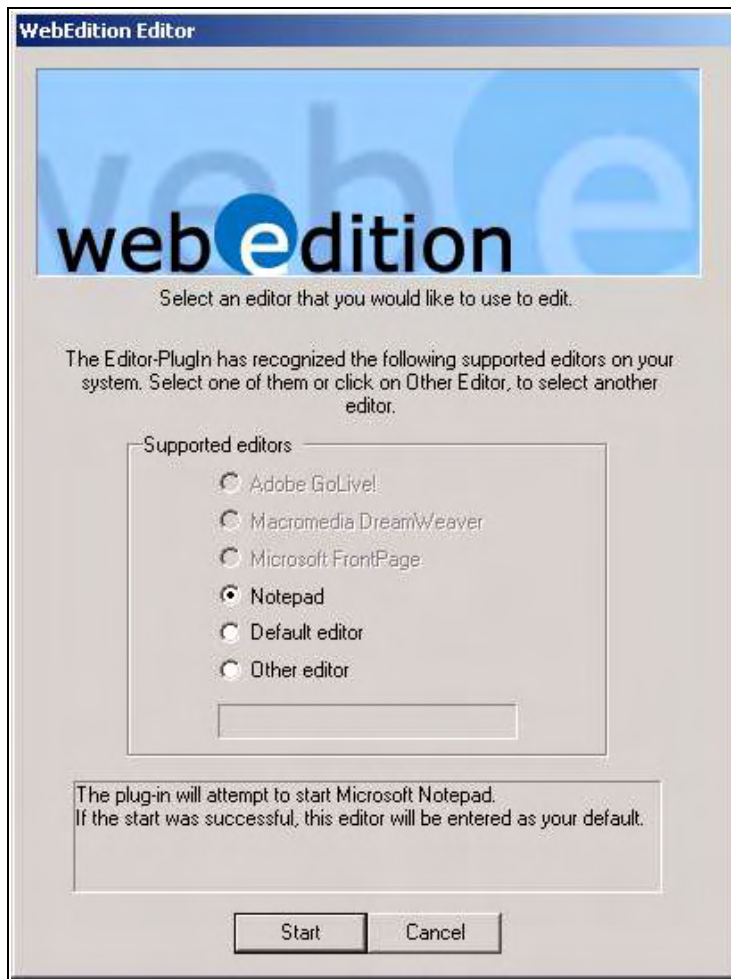 WebEdition Editor
web e
webedition
Select an editor that you would like to use to edit.
The Editor-PlugIn has recognized the following supported editors on your
system. Select one of them or click on Other Editor, to select another
editor.
Supported editors
Adobe GoLive!
Macromedia DreamWeaver
Microsoft FrontPage
Notepad
Default editor
Other editor
The plug-in will attempt to start Microsoft Notepad.
If the start was successful, this editor will be entered as your default.
Start
Cancel